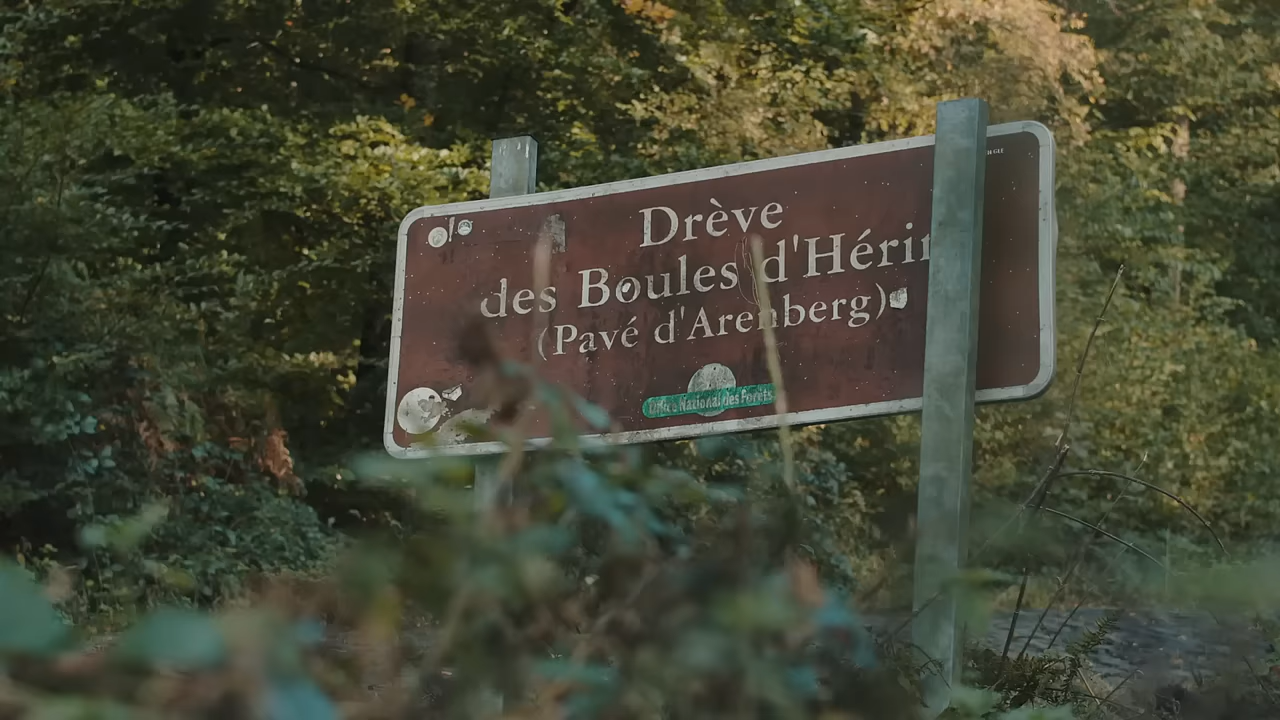 Drève
des Boules d'Hérin
(Pavé d'Arenberg)
Office National des Forêts